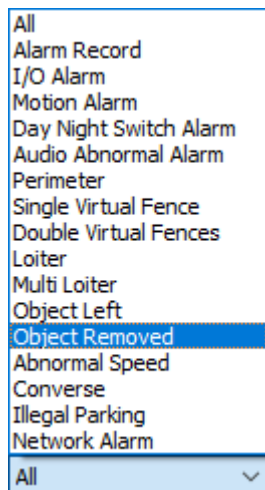 All
Alarm Record
I/O Alarm
Motion Alarm
Day Night Switch Alarm
Audio Abnormal Alarm
Perimeter
Single Virtual Fence
Double Virtual Fences
Loiter
Multi Loiter
Object Left
Object Removed
Abnormal Speed
Converse
Illegal Parking
Network Alarm
All